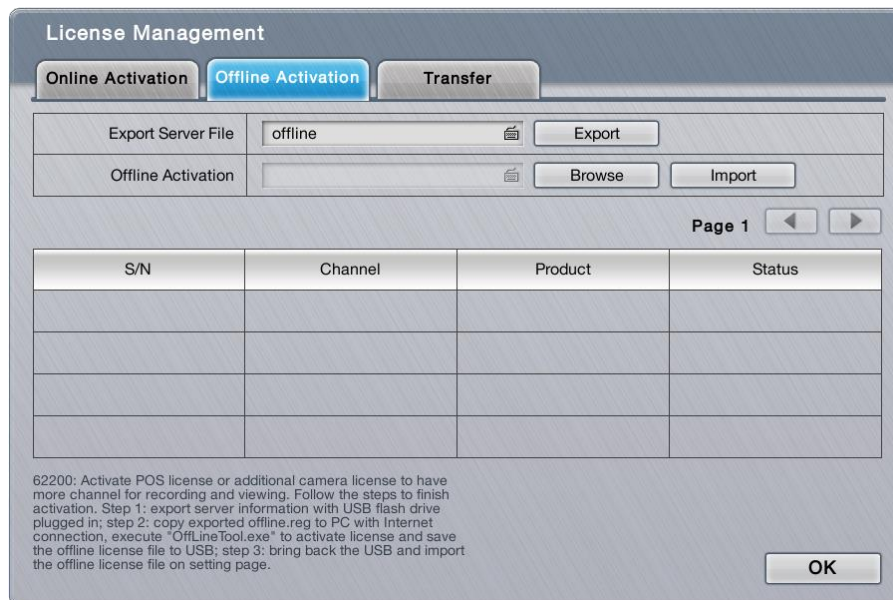 License Management
Online Activation Offline Activation Transfer
Export Server File offline Export
Offline Activation Browse Import
Page 1
S/N Channel Product Status
62200: Activate POS license or additional camera license to have
more channel for recording and viewing. Follow the steps to finish
activation. Step 1: export server information with USB flash drive
plugged in; step 2: copy exported offline.reg to PC with Internet
connection, execute "OffLineTool.exe" to activate license and save
the offline license file to USB; step 3: bring back the USB and import
the offline license file on setting page.
OK